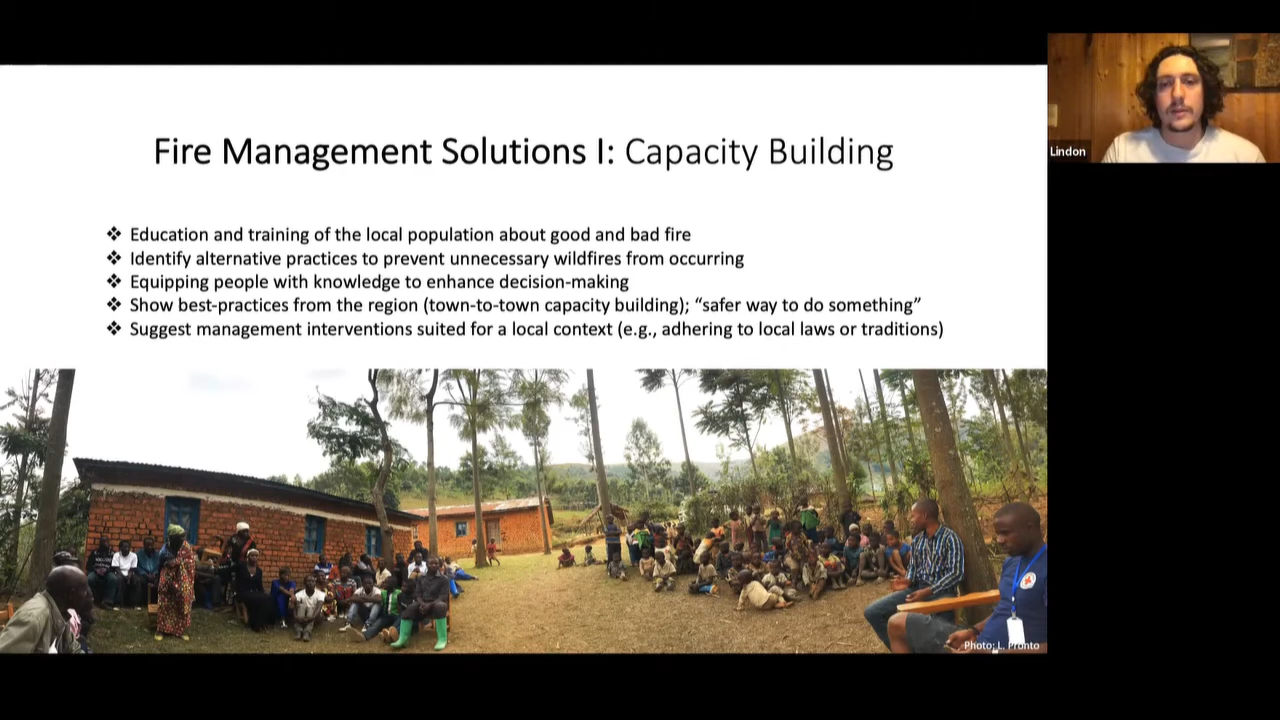 Fire Management Solutions I: Capacity Building
Lindon
❖ Education and training of the local population about good and bad fire
❖ Identify alternative practices to prevent unnecessary wildfires from occurring
❖ Equipping people with knowledge to enhance decision-making
❖ Show best-practices from the region (town-to-town capacity building); “safer way to do something”
❖ Suggest management interventions suited for a local context (e.g., adhering to local laws or traditions)
Photo: L. Pronto